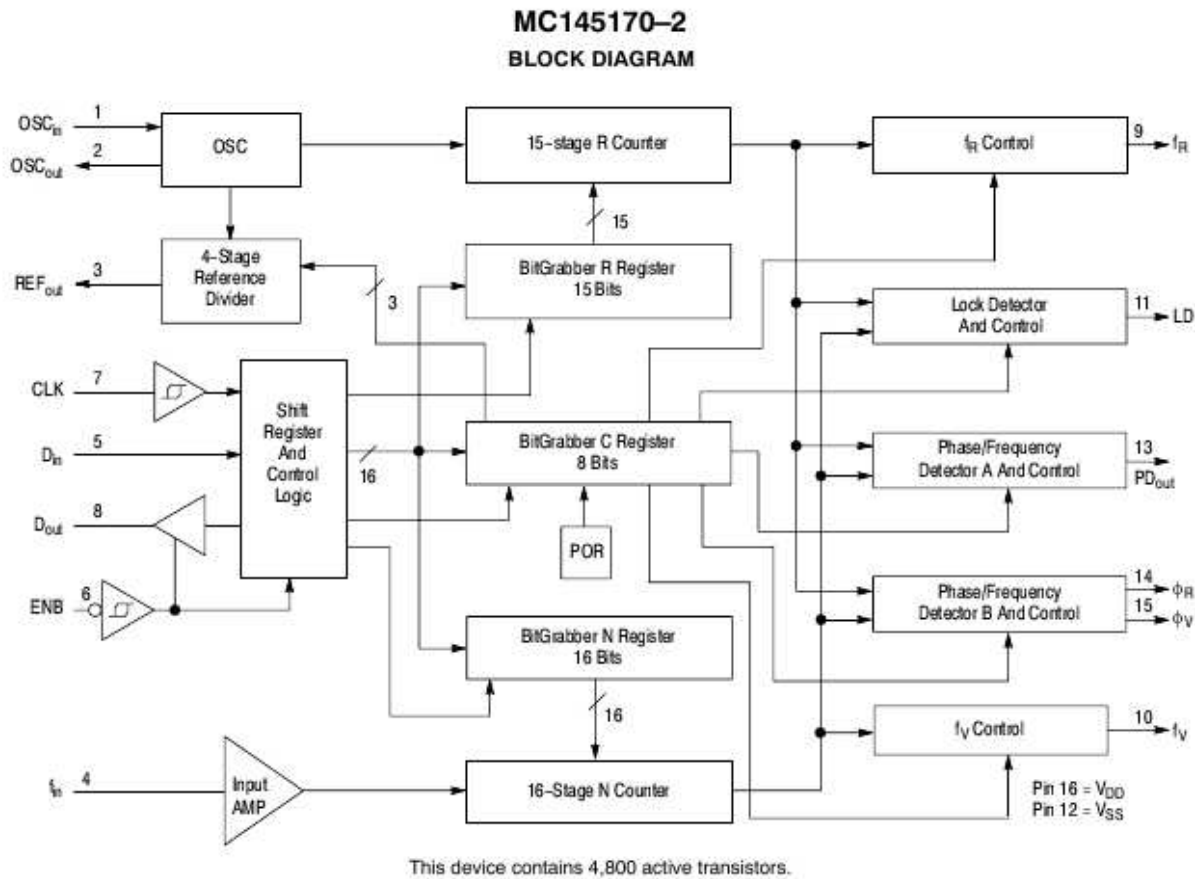 MC145170–2
BLOCK DIAGRAM
OSCin
1
OSCout
2
OSC
15–stage R Counter
fR Control
9
fR
15
REFout
3
4–Stage
Reference
Divider
3
BitGrabber R Register
15 Bits
Lock Detector
And Control
11
LD
CLK
7
Din
5
Dout
8
ENB
6
Shift
Register
And
Control
Logic
16
BitGrabber C Register
8 Bits
POR
Phase/Frequency
Detector A And Control
13
PDout
Phase/Frequency
Detector B And Control
14
ϕR
15
ϕV
BitGrabber N Register
16 Bits
16
fin
4
Input
AMP
16–Stage N Counter
fV Control
10
fV
Pin 16 = VDD
Pin 12 = VSS
This device contains 4,800 active transistors.